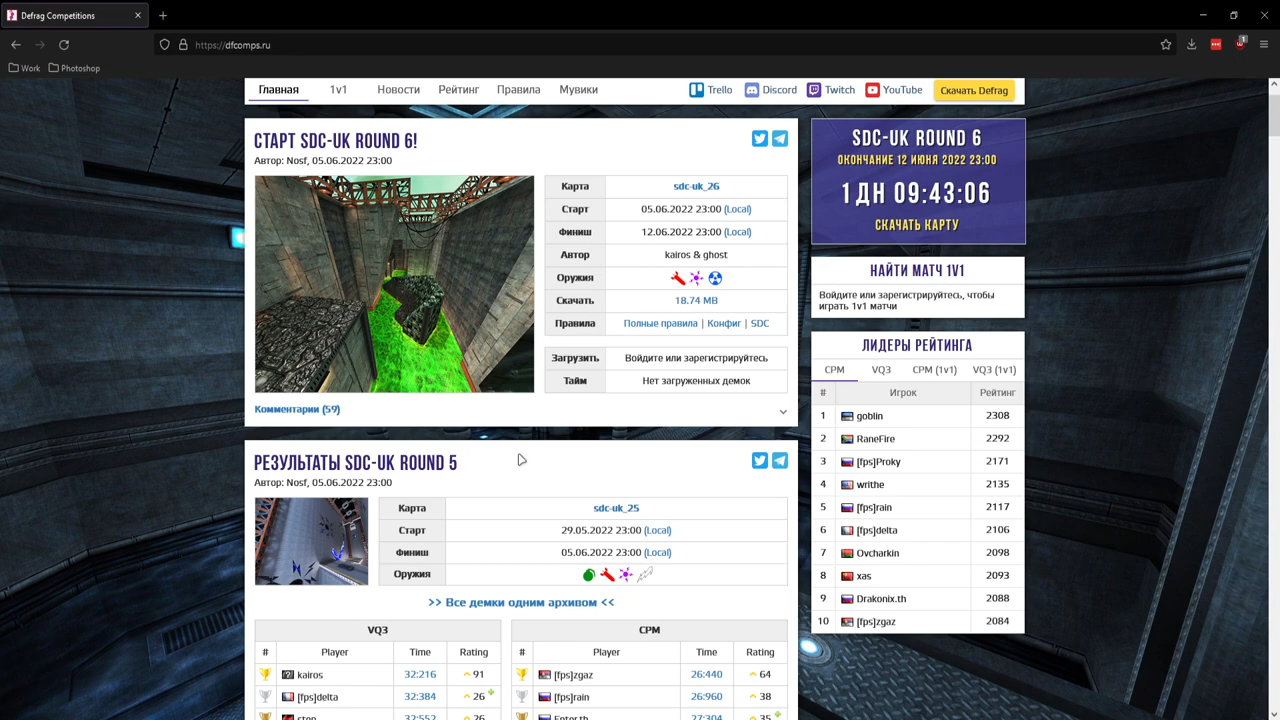 Defrag Competitions
https://dfcomps.ru
1
Work
Photoshop
Главная
1v1
Новости
Рейтинг
Правила
Мувики
Trello
Discord
Twitch
YouTube
Скачать Defrag
СТАРТ SDC-UK ROUND 6!
Автор: Nosf, 05.06.2022 23:00
Карта sdc-uk_26
Старт 05.06.2022 23:00 (Local)
Финиш 12.06.2022 23:00 (Local)
Автор kairos & ghost
Оружия
Скачать 18.74 MB
Правила Полные правила | Конфиг | SDC
Загрузить Войдите или зарегистрируйтесь
Тайм Нет загруженных демок
Комментарии (59)
РЕЗУЛЬТАТЫ SDC-UK ROUND 5
Автор: Nosf, 05.06.2022 23:00
Карта sdc-uk_25
Старт 29.05.2022 23:00 (Local)
Финиш 05.06.2022 23:00 (Local)
Оружия
>> Все демки одним архивом <<
VQ3
# Player Time Rating
kairos 32:216 91
[fps]delta 32:384 26
32:552 26
CPM
# Player Time Rating
[fps]zgaz 26:440 64
[fps]rain 26:960 38
Enter.th 27:304 35
SDC-UK ROUND 6
ОКОНЧАНИЕ 12 ИЮНЯ 2022 23:00
1 ДН 09:43:06
СКАЧАТЬ КАРТУ
НАЙТИ МАТЧ 1V1
Войдите или зарегистрируйтесь, чтобы
играть 1v1 матчи
ЛИДЕРЫ РЕЙТИНГА
CPM VQ3 CPM (1v1) VQ3 (1v1)
# Игрок Рейтинг
1 goblin 2308
2 RaneFire 2292
3 [fps]Proky 2171
4 writhe 2135
5 [fps]rain 2117
6 [fps]delta 2106
7 Ovcharkin 2098
8 xas 2093
9 Drakonix.th 2088
10 [fps]zgaz 2084